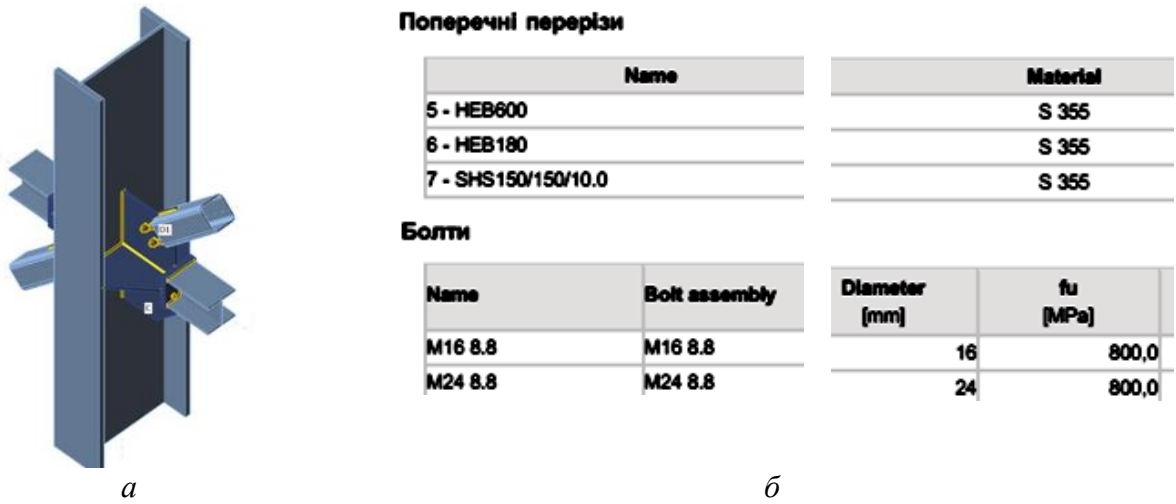 Поперечні перерізи
Name Material
5 - HEB600 S 355
6 - HEB180 S 355
7 - SHS150/150/10.0 S 355
Болти
Name Bolt assembly Diameter [mm] fu [MPa]
M16 8.8 M16 8.8 16 800,0
M24 8.8 M24 8.8 24 800,0
D1
C
а б